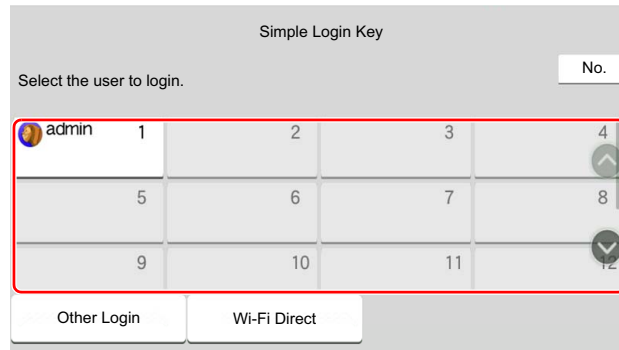 Simple Login Key
No.
Select the user to login.
admin 1 2 3 4
5 6 7 8
9 10 11 12
Other Login Wi-Fi Direct